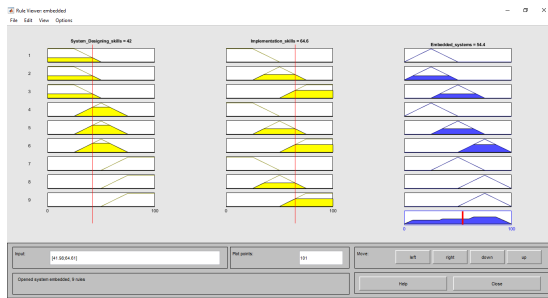 Rule Viewer: embedded
File Edit View Options
System_Designing_skills = 42
Implementation_skills = 64.6
Embedded_systems = 54.4
1
2
3
4
5
6
7
8
9
0 100
0 100
0 100
Input: [41.98;64.61]
Plot points: 101
Move: left right down up
Opened system embedded, 9 rules
Help Close